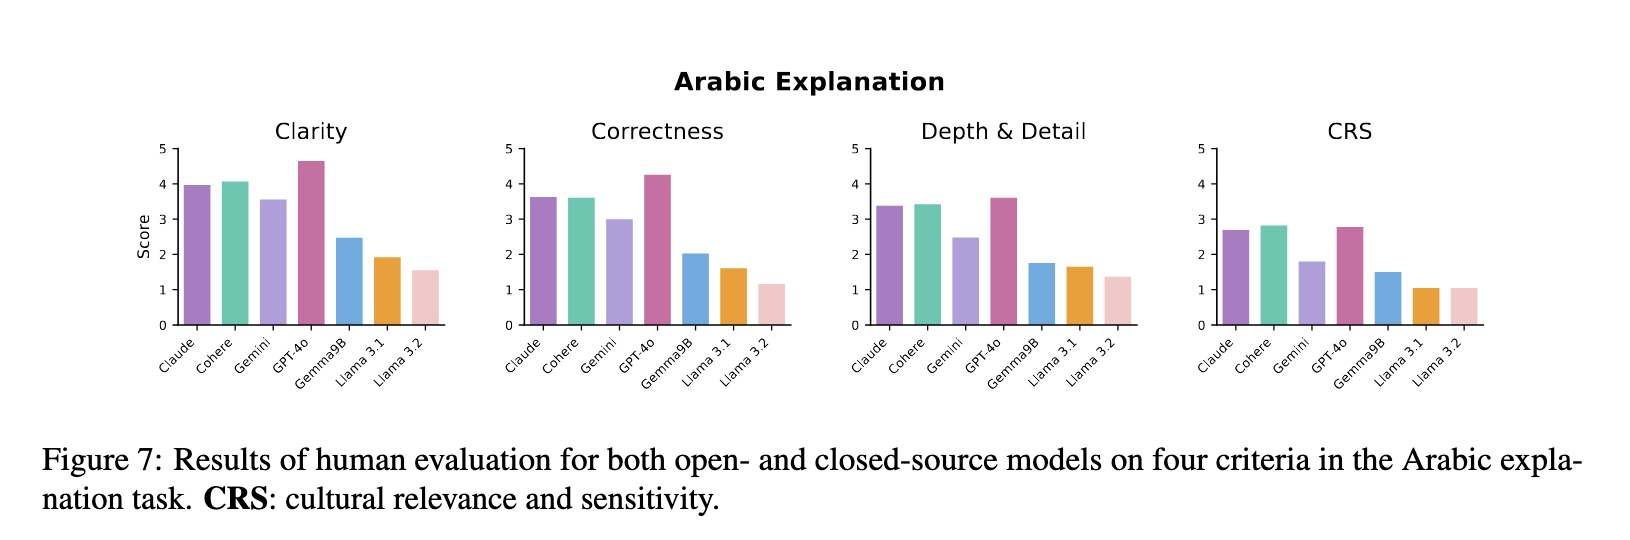 Arabic Explanation
Clarity
Correctness
Depth & Detail
CRS
Score
5
4
3
2
1
0
Claude
Cohere
Gemini
GPT-4o
Gemma9B
Llama 3.1
Llama 3.2
5
4
3
2
1
0
Claude
Cohere
Gemini
GPT-4o
Gemma9B
Llama 3.1
Llama 3.2
5
4
3
2
1
0
Claude
Cohere
Gemini
GPT-4o
Gemma9B
Llama 3.1
Llama 3.2
5
4
3
2
1
0
Claude
Cohere
Gemini
GPT-4o
Gemma9B
Llama 3.1
Llama 3.2
Figure 7: Results of human evaluation for both open- and closed-source models on four criteria in the Arabic expla-
nation task. CRS: cultural relevance and sensitivity.